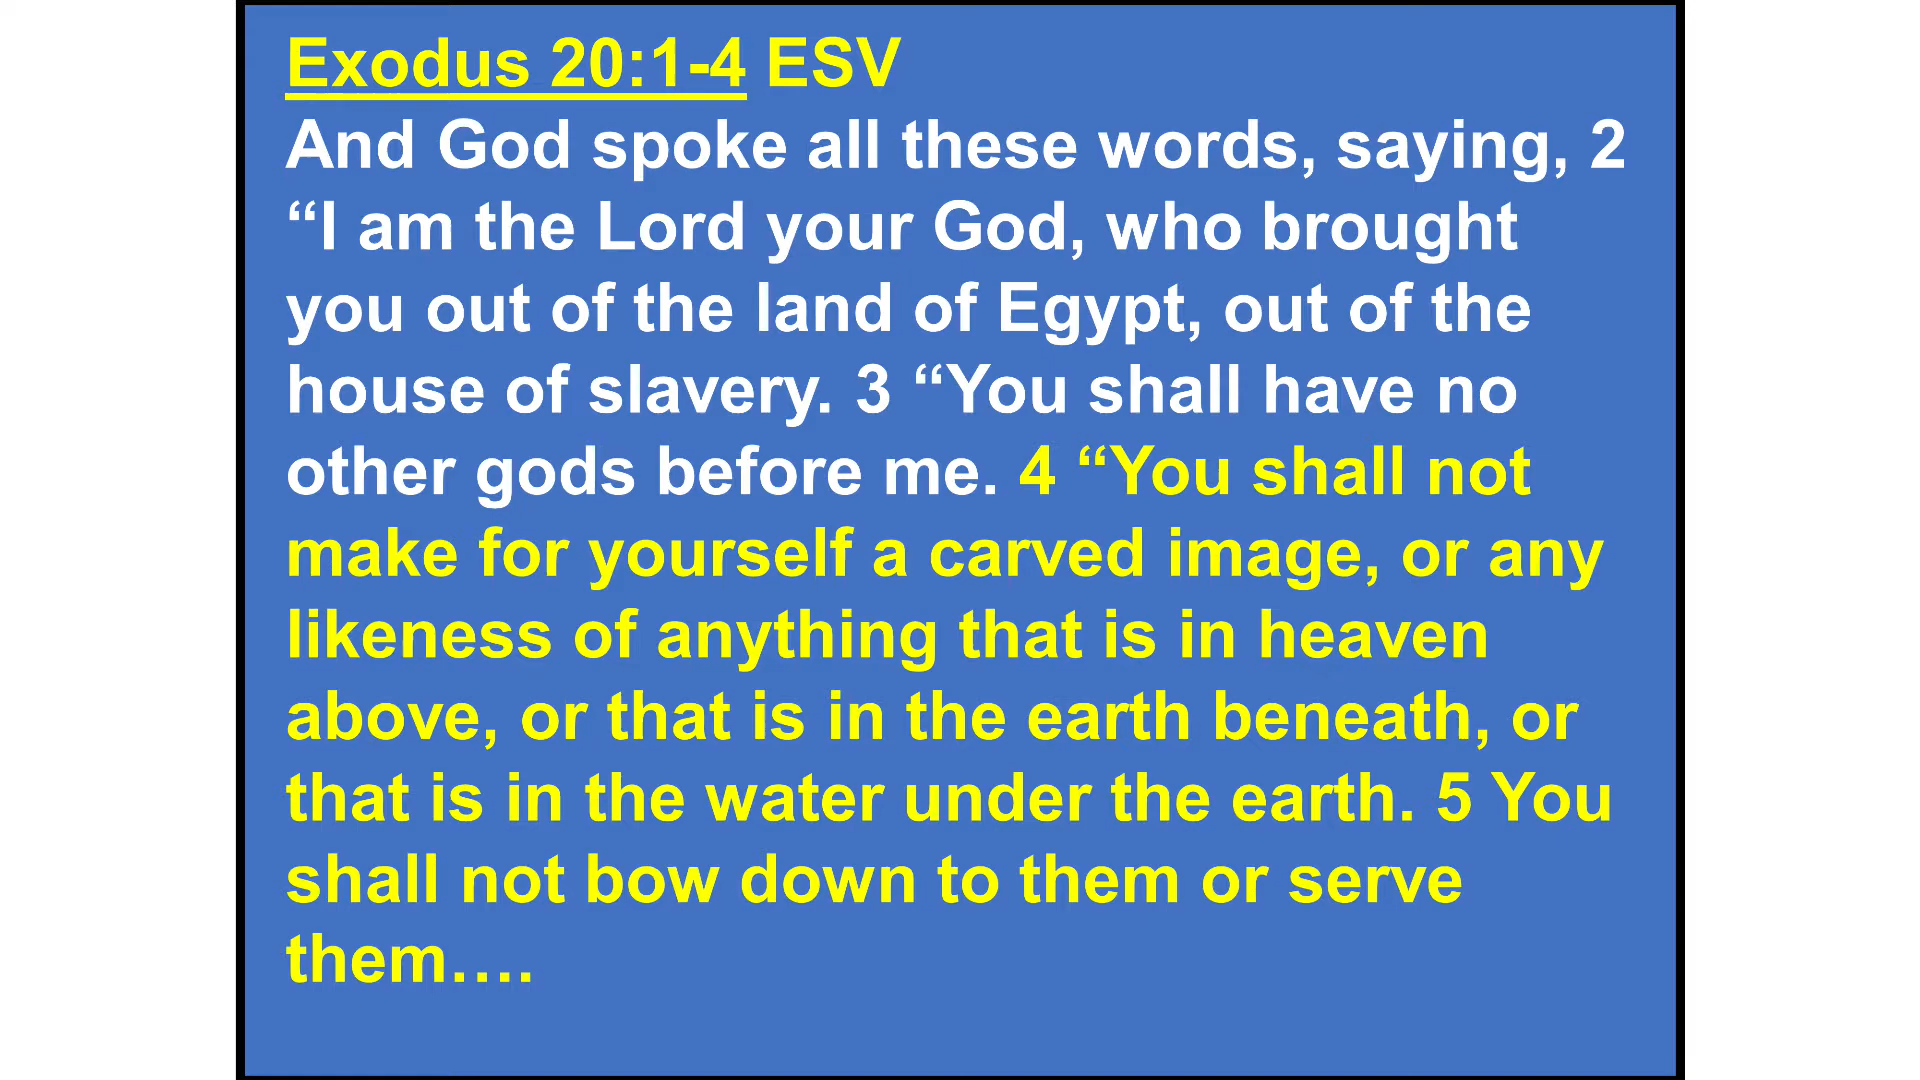 Exodus 20:1-4 ESV
And God spoke all these words, saying, 2
“I am the Lord your God, who brought
you out of the land of Egypt, out of the
house of slavery. 3 “You shall have no
other gods before me. 4 “You shall not
make for yourself a carved image, or any
likeness of anything that is in heaven
above, or that is in the earth beneath, or
that is in the water under the earth. 5 You
shall not bow down to them or serve
them….